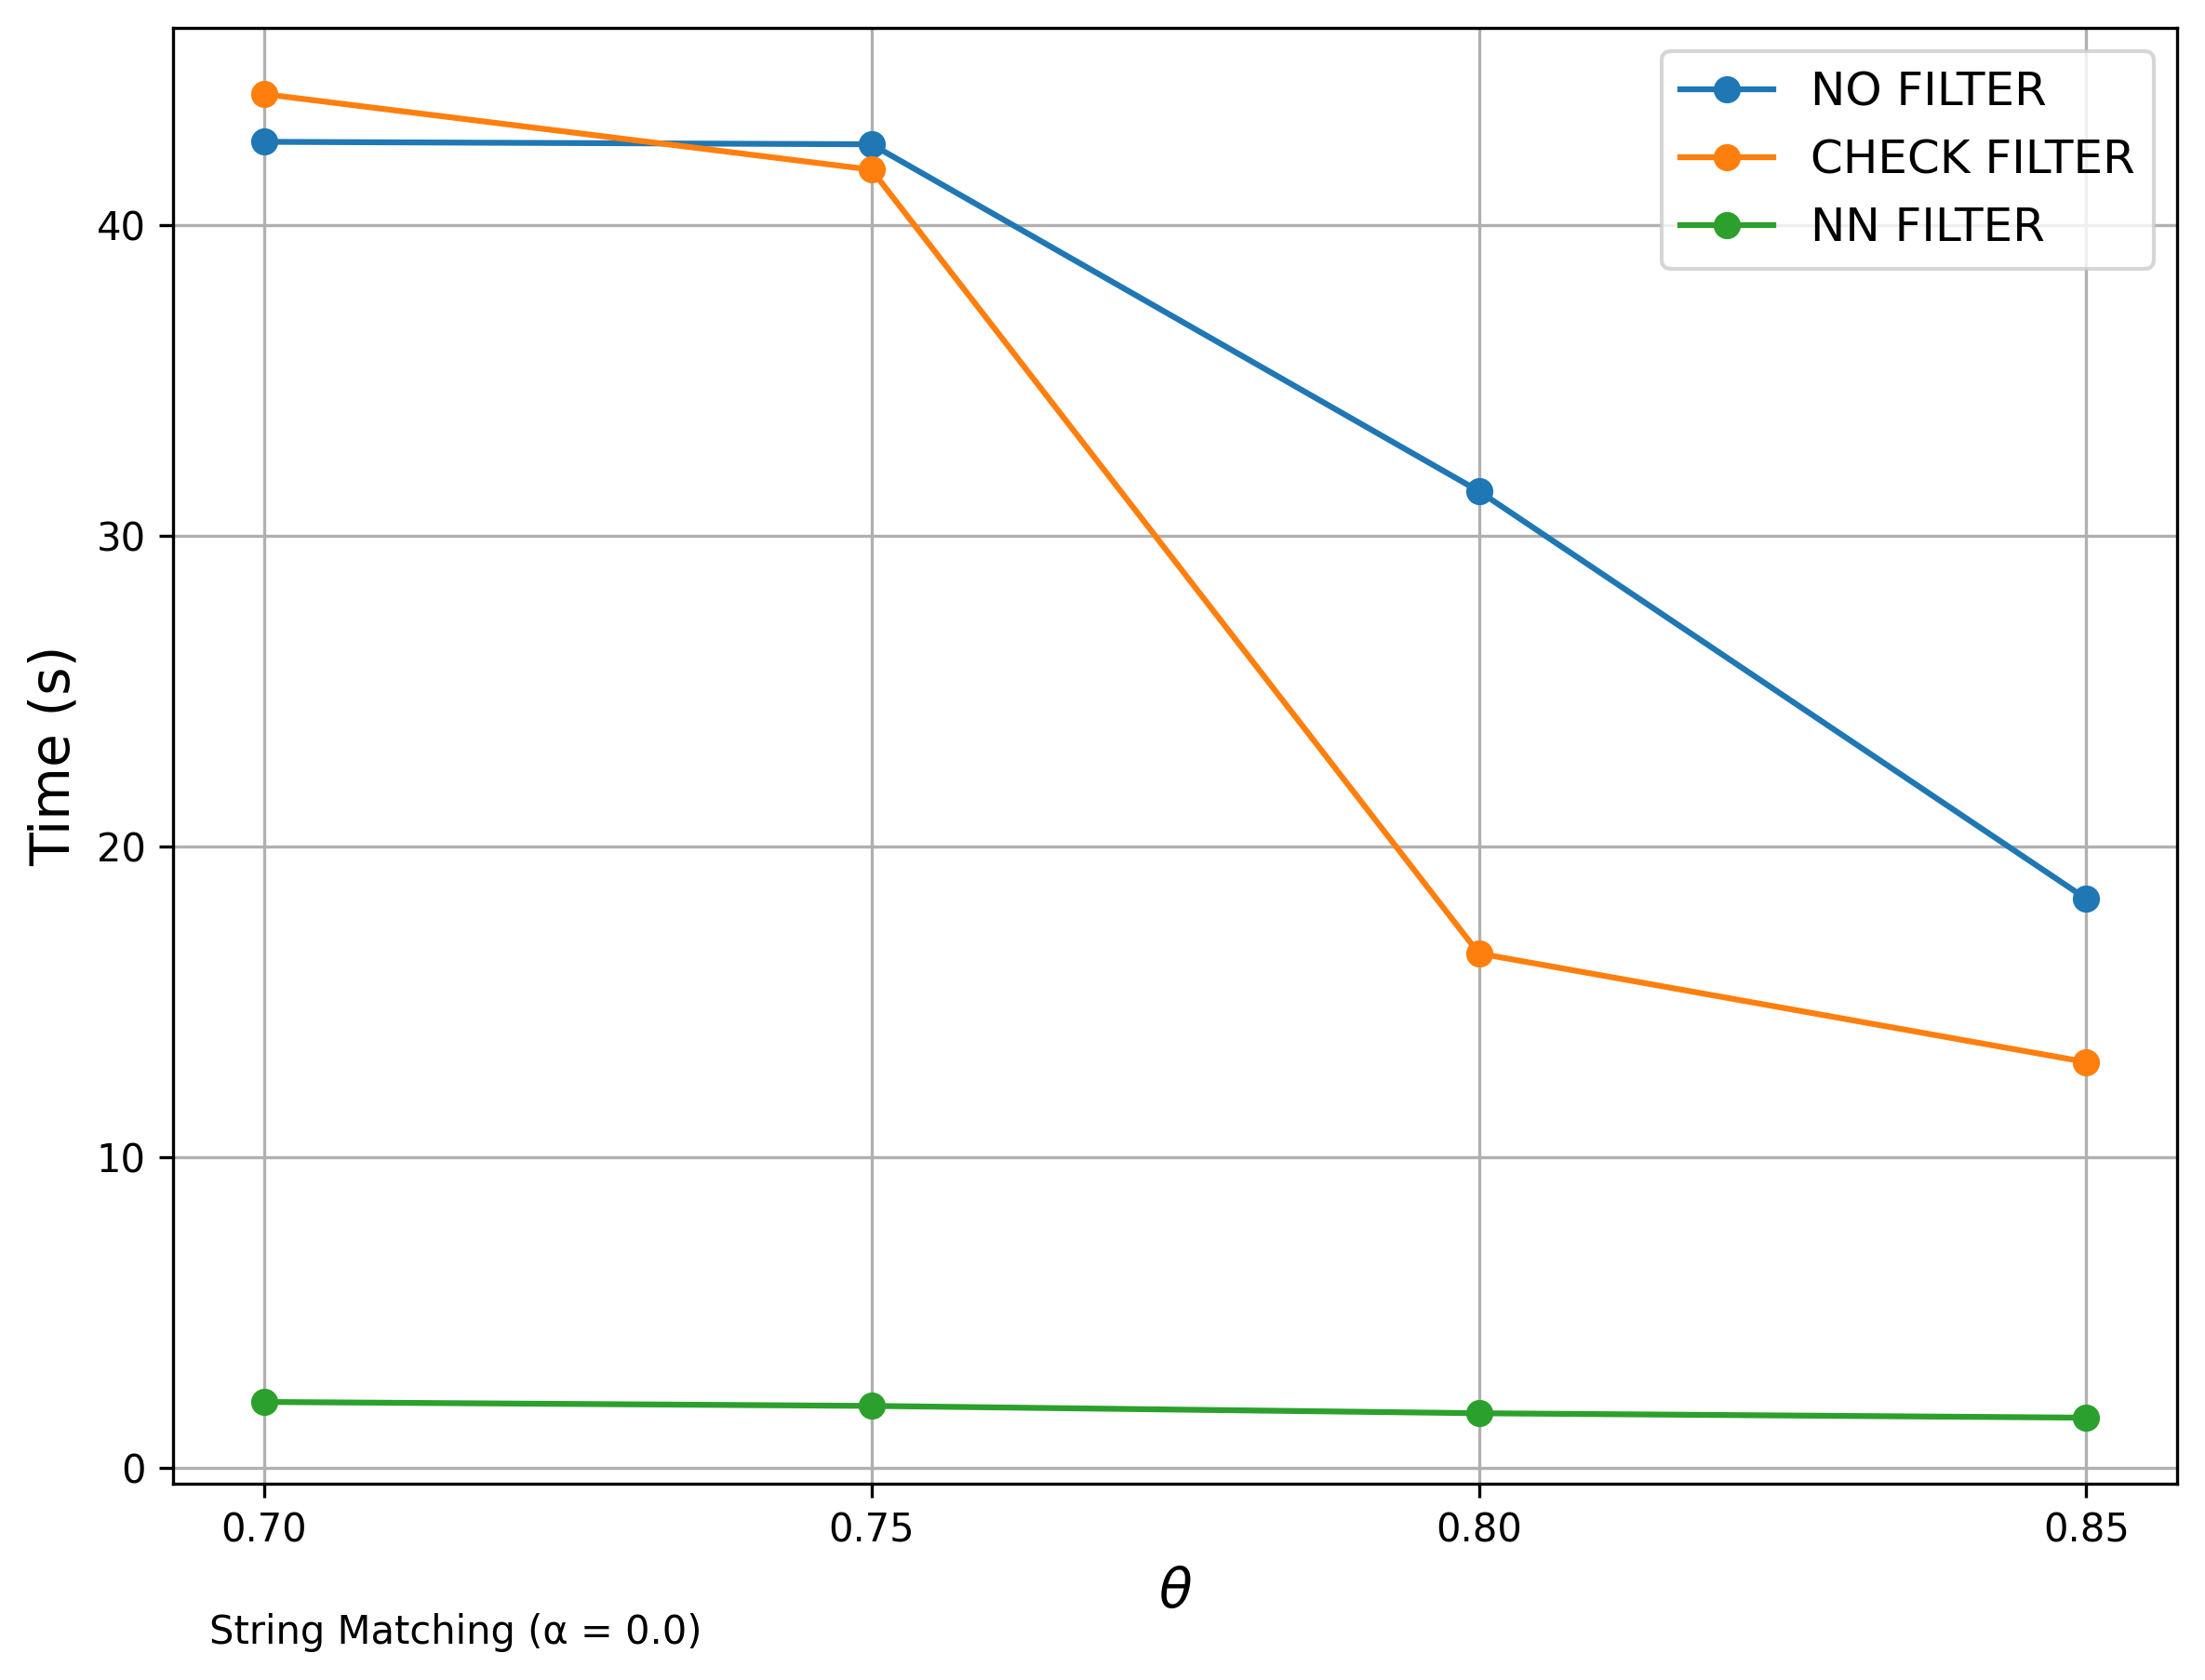 NO FILTER
CHECK FILTER
NN FILTER
Time (s)
40
30
20
10
0
0.70 0.75 0.80 0.85
θ
String Matching (α = 0.0)